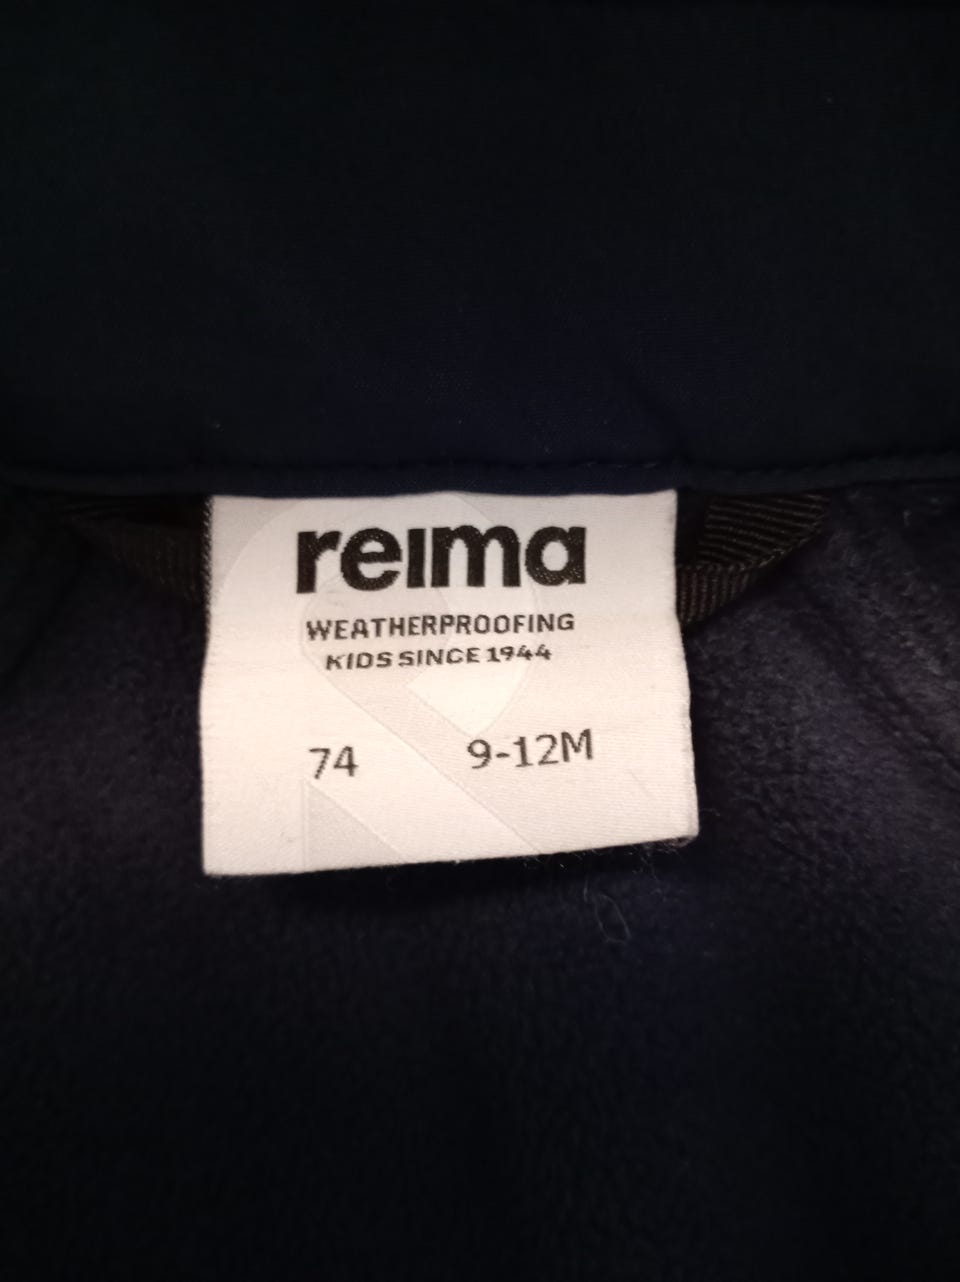 reima
WEATHERPROOFING
KIDS SINCE 1944
74 9-12M